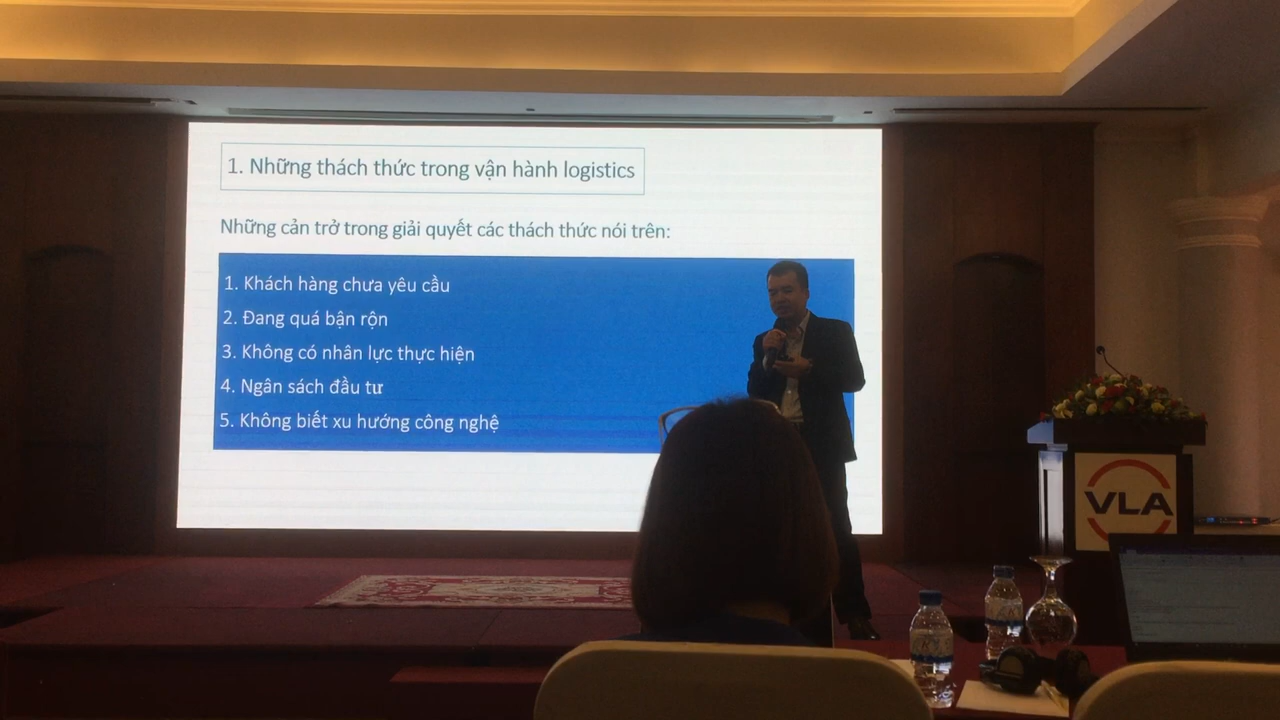 1. Những thách thức trong vận hành logistics
Những cản trở trong giải quyết các thách thức nói trên:
1. Khách hàng chưa yêu cầu
2. Đang quá bận rộn
3. Không có nhân lực thực hiện
4. Ngân sách đầu tư
5. Không biết xu hướng công nghệ
VLA